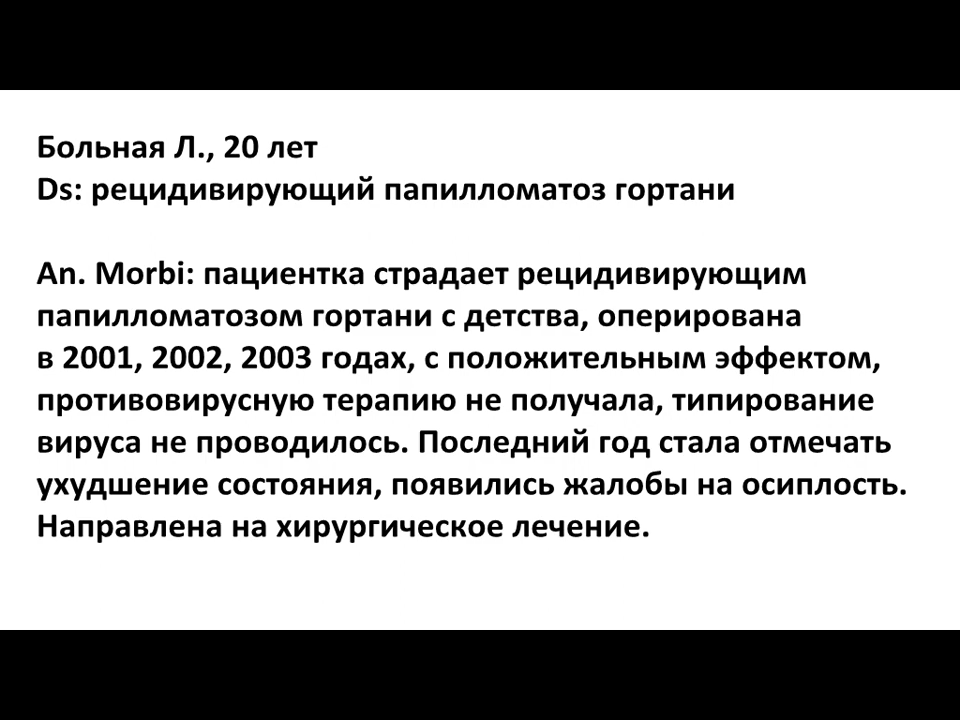 Больная Л., 20 лет
Ds: рецидивирующий папилломатоз гортани
An. Morbi: пациентка страдает рецидивирующим
папилломатозом гортани с детства, оперирована
в 2001, 2002, 2003 годах, с положительным эффектом,
противовирусную терапию не получала, типирование
вируса не проводилось. Последний год стала отмечать
ухудшение состояния, появились жалобы на осиплость.
Направлена на хирургическое лечение.